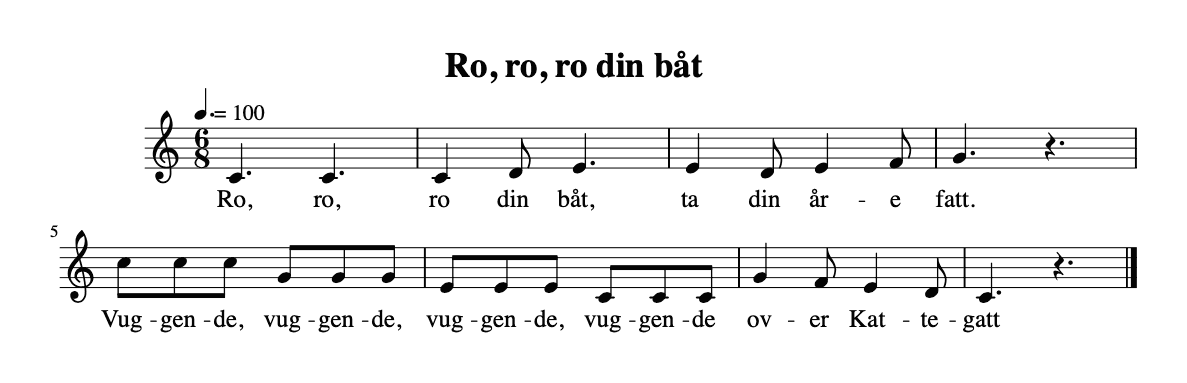 Ro, ro, ro din båt
♩. = 100
6
8
Ro, ro, ro din båt, ta din år - e fatt.
5
Vug - gen - de, vug - gen - de, vug - gen - de, vug - gen - de ov - er Kat - te - gatt